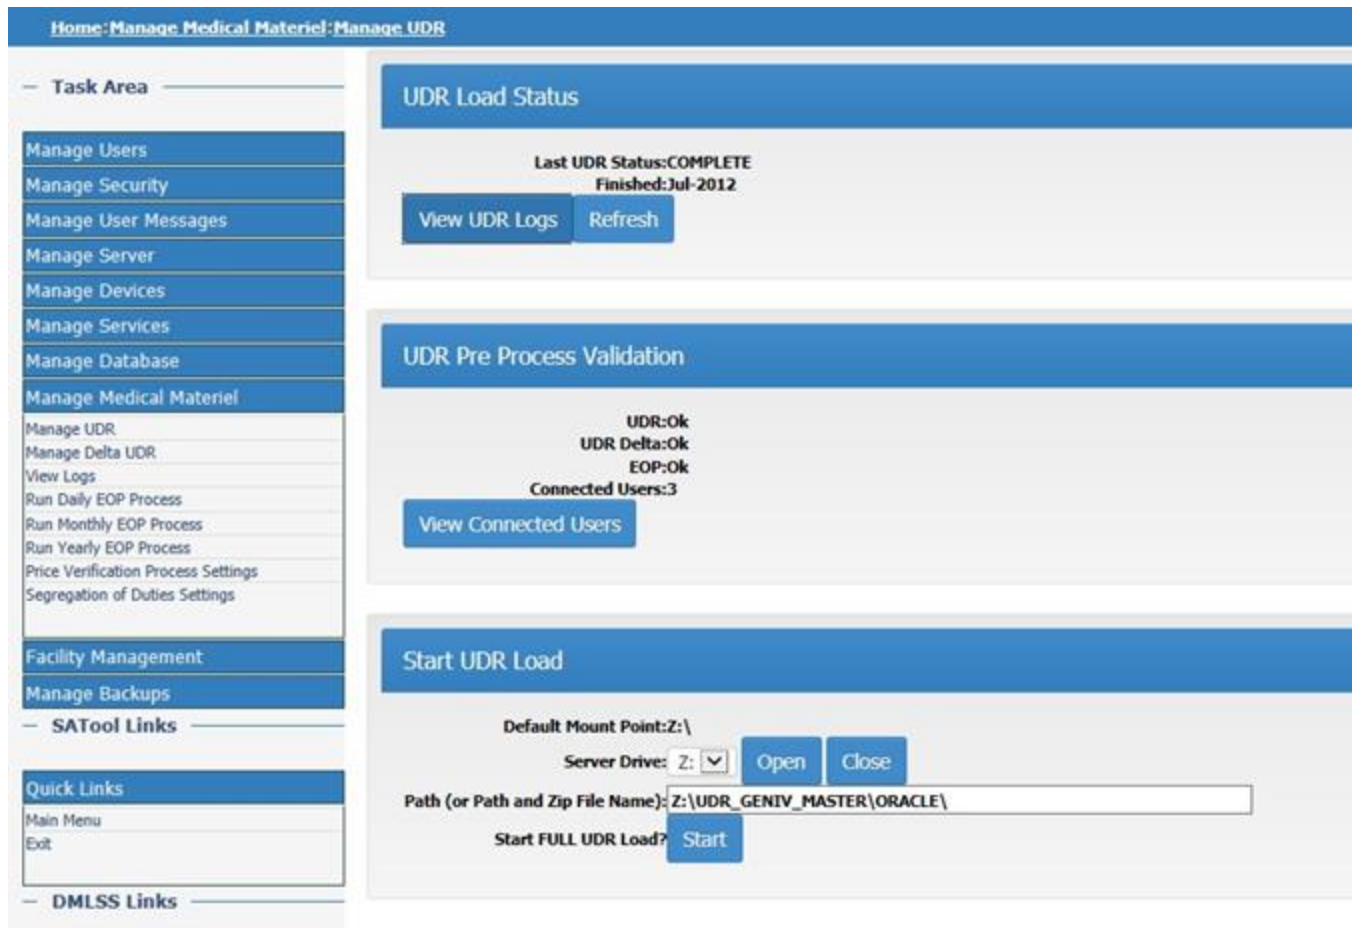 Home:Manage Medical Materiel:Manage UDR
Task Area
Manage Users
Manage Security
Manage User Messages
Manage Server
Manage Devices
Manage Services
Manage Database
Manage Medical Materiel
Manage UDR
Manage Delta UDR
View Logs
Run Daily EOP Process
Run Monthly EOP Process
Run Yearly EOP Process
Price Verification Process Settings
Segregation of Duties Settings
Facility Management
Manage Backups
SATool Links
Quick Links
Main Menu
Exit
DMLSS Links
UDR Load Status
Last UDR Status:COMPLETE
Finished:Jul-2012
View UDR Logs Refresh
UDR Pre Process Validation
UDR:Ok
UDR Delta:Ok
EOP:Ok
Connected Users:3
View Connected Users
Start UDR Load
Default Mount Point:Z:\
Server Drive: Z: Open Close
Path (or Path and Zip File Name): Z:\UDR_GENIV_MASTER\ORACLE\
Start FULL UDR Load? Start